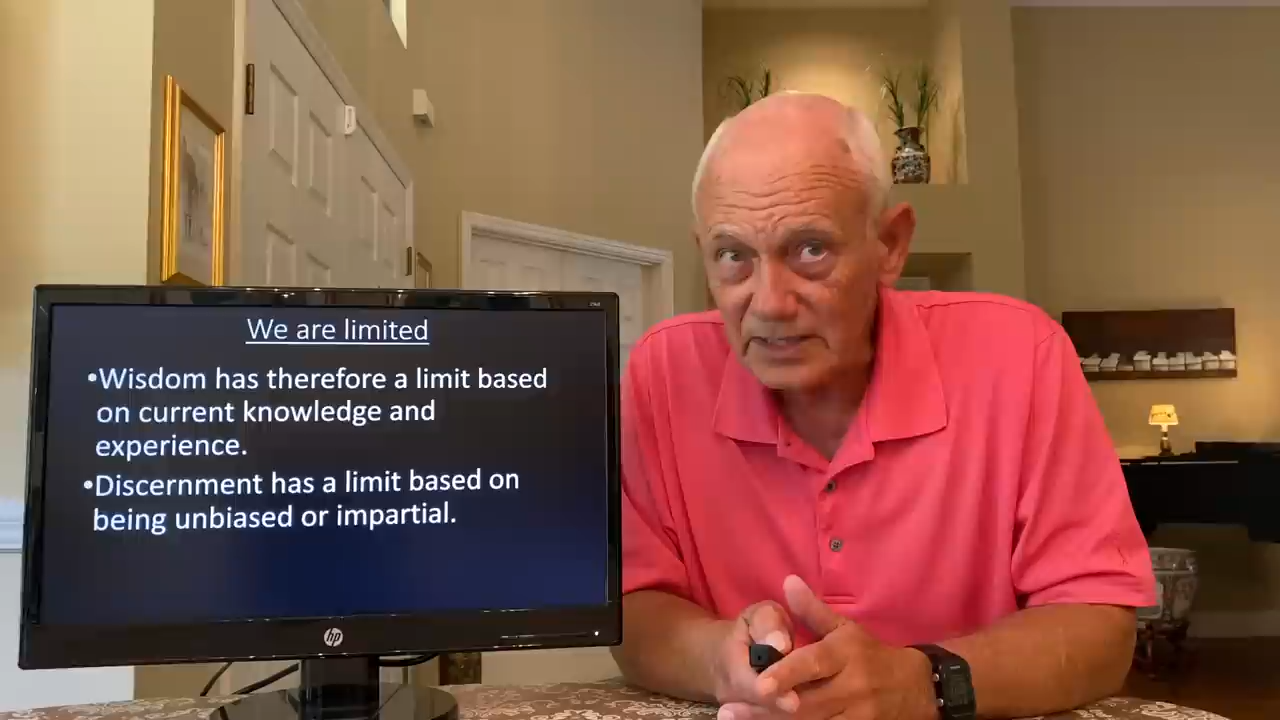 We are limited
•Wisdom has therefore a limit based
on current knowledge and
experience.
•Discernment has a limit based on
being unbiased or impartial.
hp